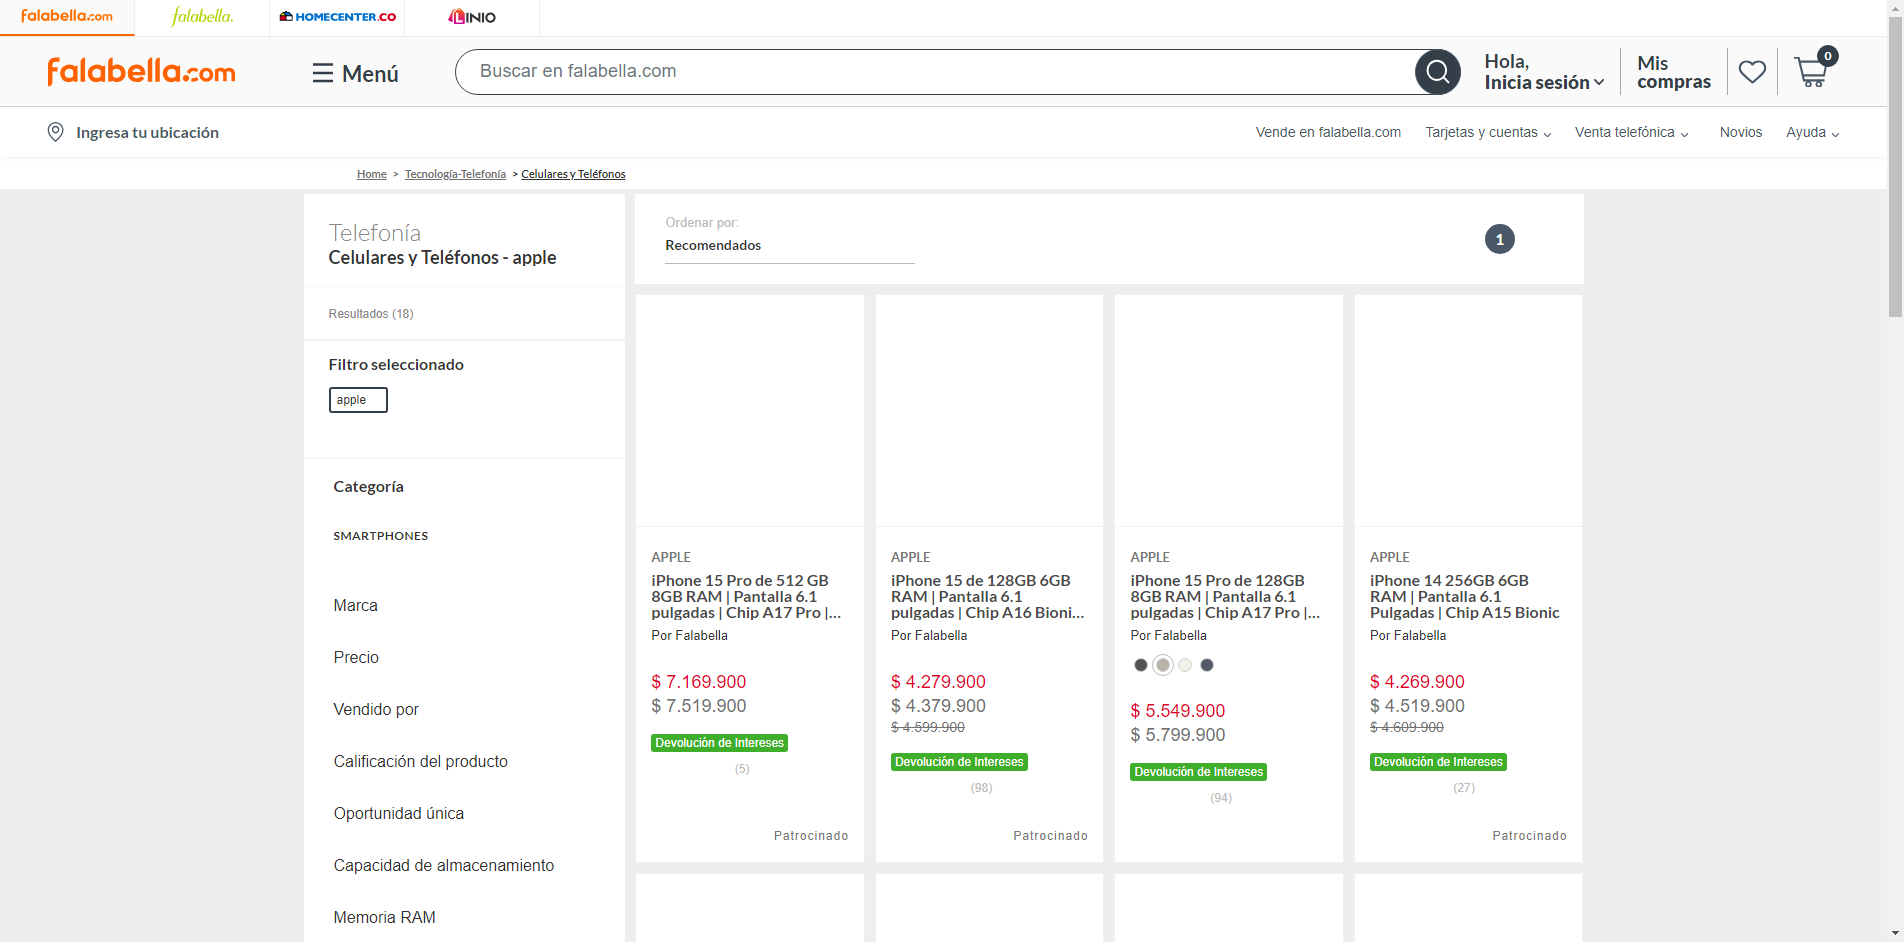 falabella.com
falabella.
HOMECENTER.CO
LINIO
falabella.com
Menú
Buscar en falabella.com
Hola,
Inicia sesión
Mis
compras
0
Ingresa tu ubicación
Vende en falabella.com
Tarjetas y cuentas
Venta telefónica
Novios
Ayuda
Home > Tecnología-Telefonía > Celulares y Teléfonos
Telefonía
Celulares y Teléfonos - apple
Resultados (18)
Filtro seleccionado
apple
Categoría
SMARTPHONES
Marca
Precio
Vendido por
Calificación del producto
Oportunidad única
Capacidad de almacenamiento
Memoria RAM
Ordenar por:
Recomendados
1
APPLE
iPhone 15 Pro de 512 GB
8GB RAM | Pantalla 6.1
pulgadas | Chip A17 Pro |...
Por Falabella
$ 7.169.900
$ 7.519.900
Devolución de Intereses
(5)
Patrocinado
APPLE
iPhone 15 de 128GB 6GB
RAM | Pantalla 6.1
pulgadas | Chip A16 Bioni...
Por Falabella
$ 4.279.900
$ 4.379.900
$ 4.599.900
Devolución de Intereses
(98)
Patrocinado
APPLE
iPhone 15 Pro de 128GB
8GB RAM | Pantalla 6.1
pulgadas | Chip A17 Pro |...
Por Falabella
$ 5.549.900
$ 5.799.900
Devolución de Intereses
(94)
APPLE
iPhone 14 256GB 6GB
RAM | Pantalla 6.1
Pulgadas | Chip A15 Bionic
Por Falabella
$ 4.269.900
$ 4.519.900
$ 4.609.900
Devolución de Intereses
(27)
Patrocinado